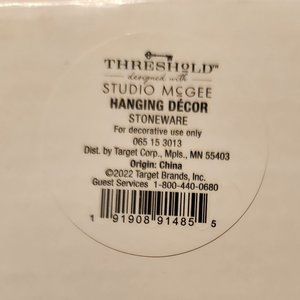 THRESHOLD™
designed with
STUDIO McGEE
HANGING DÉCOR
STONEWARE
For decorative use only
065 15 3013
Dist. by Target Corp., Mpls., MN 55403
Origin: China
©2022 Target Brands, Inc.
Guest Services 1-800-440-0680
1 91908 91485 5